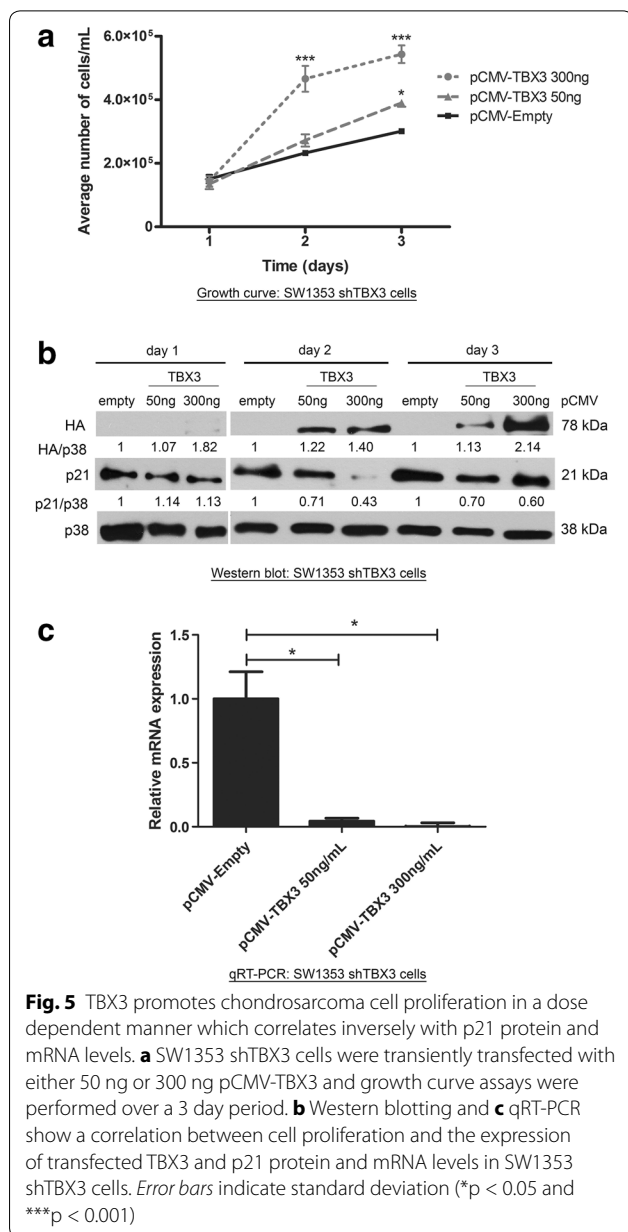 a
6.0×10⁵
4.0×10⁵
2.0×10⁵
0
Average number of cells/mL
***
***
*
pCMV-TBX3 300ng
pCMV-TBX3 50ng
pCMV-Empty
1 2 3
Time (days)
Growth curve: SW1353 shTBX3 cells
b
day 1 day 2 day 3
TBX3 TBX3 TBX3
empty 50ng 300ng empty 50ng 300ng empty 50ng 300ng pCMV
HA 78 kDa
HA/p38 1 1.07 1.82 1 1.22 1.40 1 1.13 2.14
p21 21 kDa
p21/p38 1 1.14 1.13 1 0.71 0.43 1 0.70 0.60
p38 38 kDa
Western blot: SW1353 shTBX3 cells
c
Relative mRNA expression
1.5
1.0
0.5
0.0
*
*
pCMV-Empty
pCMV-TBX3 50ng/mL
pCMV-TBX3 300ng/mL
qRT-PCR: SW1353 shTBX3 cells
Fig. 5 TBX3 promotes chondrosarcoma cell proliferation in a dose
dependent manner which correlates inversely with p21 protein and
mRNA levels. a SW1353 shTBX3 cells were transiently transfected with
either 50 ng or 300 ng pCMV-TBX3 and growth curve assays were
performed over a 3 day period. b Western blotting and c qRT-PCR
show a correlation between cell proliferation and the expression
of transfected TBX3 and p21 protein and mRNA levels in SW1353
shTBX3 cells. Error bars indicate standard deviation (*p < 0.05 and
***p < 0.001)